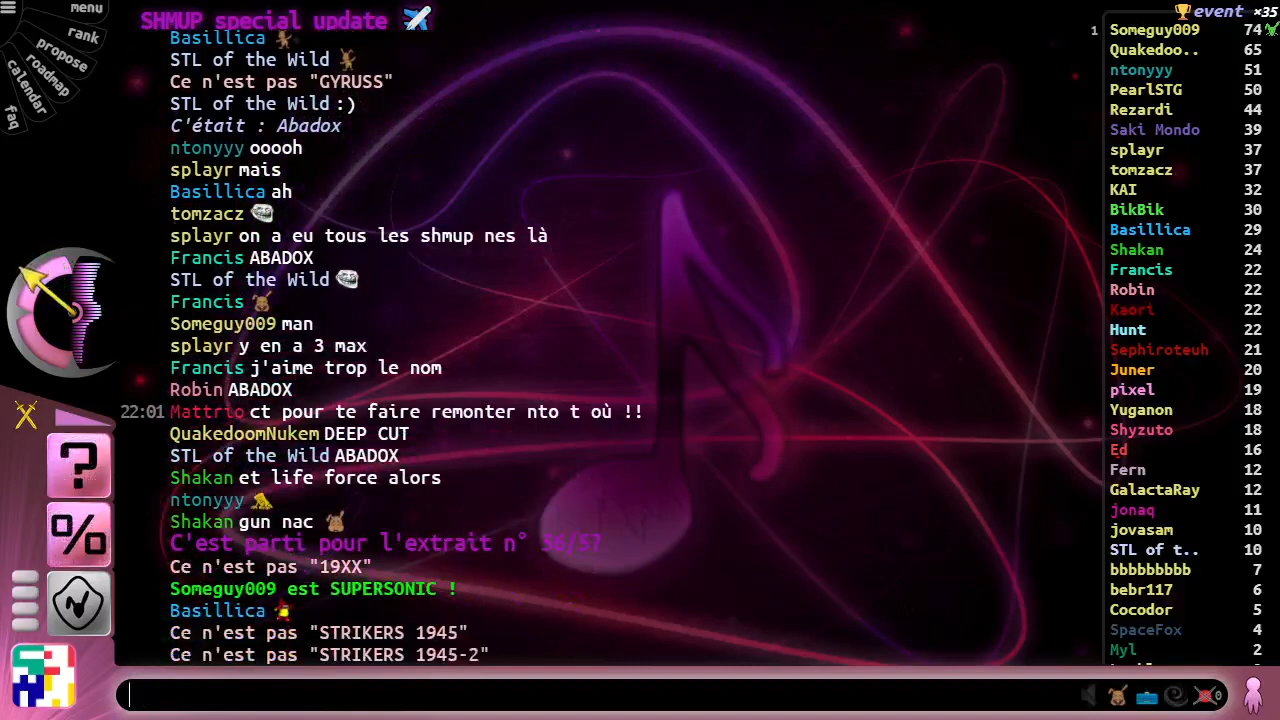 menu
rank
propose
roadmap
calendar
faq
SHMUP special update
Basillica
STL of the Wild
Ce n'est pas "GYRUSS"
STL of the Wild :)
C'était : Abadox
ntonyyy ooooh
splayr mais
Basillica ah
tomzacz
splayr on a eu tous les shmup nes là
Francis ABADOX
STL of the Wild
Francis
Someguy009 man
splayr y en a 3 max
Francis j'aime trop le nom
Robin ABADOX
22:01 Mattrio ct pour te faire remonter nto t où !!
QuakedoomNukem DEEP CUT
STL of the Wild ABADOX
Shakan et life force alors
ntonyyy
Shakan gun nac
C'est parti pour l'extrait n° 56/57
Ce n'est pas "19XX"
Someguy009 est SUPERSONIC !
Basillica
Ce n'est pas "STRIKERS 1945"
Ce n'est pas "STRIKERS 1945-2"
?
%
event ×35
1 Someguy009 74
Quakedoo.. 65
ntonyyy 51
PearlSTG 50
Rezardi 44
Saki Mondo 39
splayr 37
tomzacz 37
KAI 32
BikBik 30
Basillica 29
Shakan 24
Francis 22
Robin 22
Kaori 22
Hunt 22
Sephiroteuh 21
Juner 20
pixel 19
Yuganon 18
Shyzuto 18
Ed 16
Fern 12
GalactaRay 12
jonaq 11
jovasam 10
STL of t.. 10
bbbbbbbbb 7
bebr117 6
Cocodor 5
SpaceFox 4
Myl 2
0